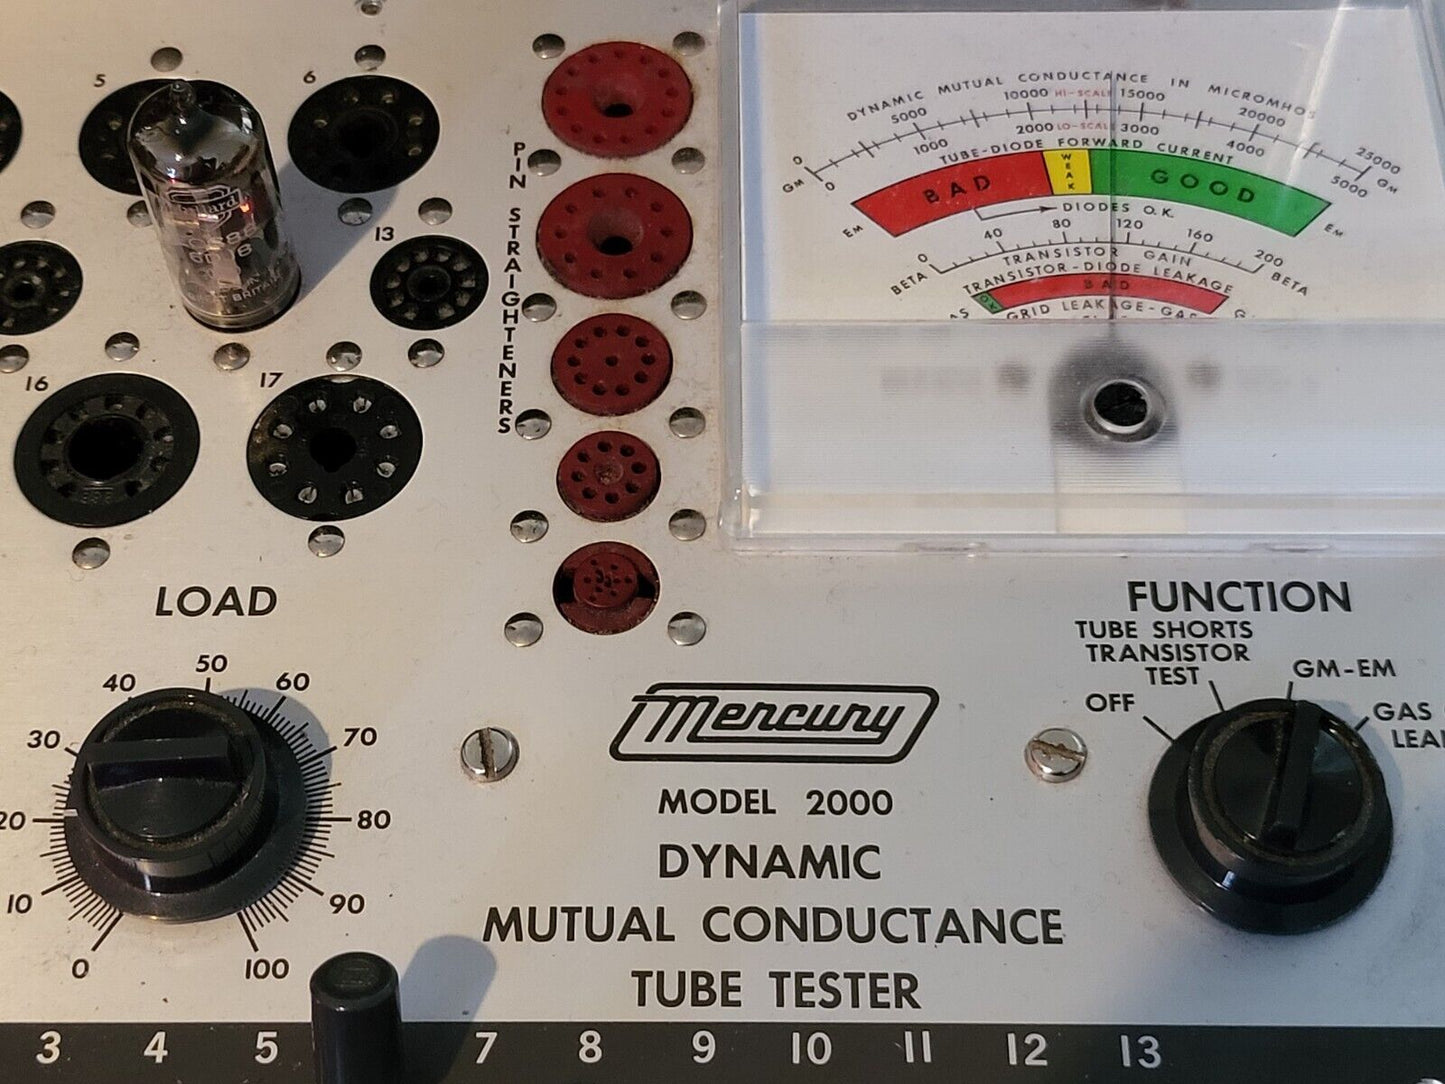 5
6
13
16
17
PIN STRAIGHTENERS
DYNAMIC MUTUAL CONDUCTANCE IN MICROMHOS
0 5000 10000 HI-SCALE 15000 20000 25000
GM 0 1000 2000 LO-SCALE 3000 4000 5000 GM
TUBE-DIODE FORWARD CURRENT
BAD WEAK GOOD
EM DIODES O.K. EM
0 40 80 120 160 200
BETA TRANSISTOR GAIN BETA
TRANSISTOR-DIODE LEAKAGE
BAD
GRID LEAKAGE-GAS
LOAD
0 10 20 30 40 50 60 70 80 90 100
FUNCTION
TUBE SHORTS
TRANSISTOR
TEST
OFF
GM-EM
GAS
Mercury
MODEL 2000
DYNAMIC
MUTUAL CONDUCTANCE
TUBE TESTER
3 4 5 7 8 9 10 11 12 13